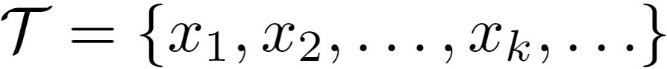 𝒯 = {x₁, x₂, . . . , xₖ, . . .}